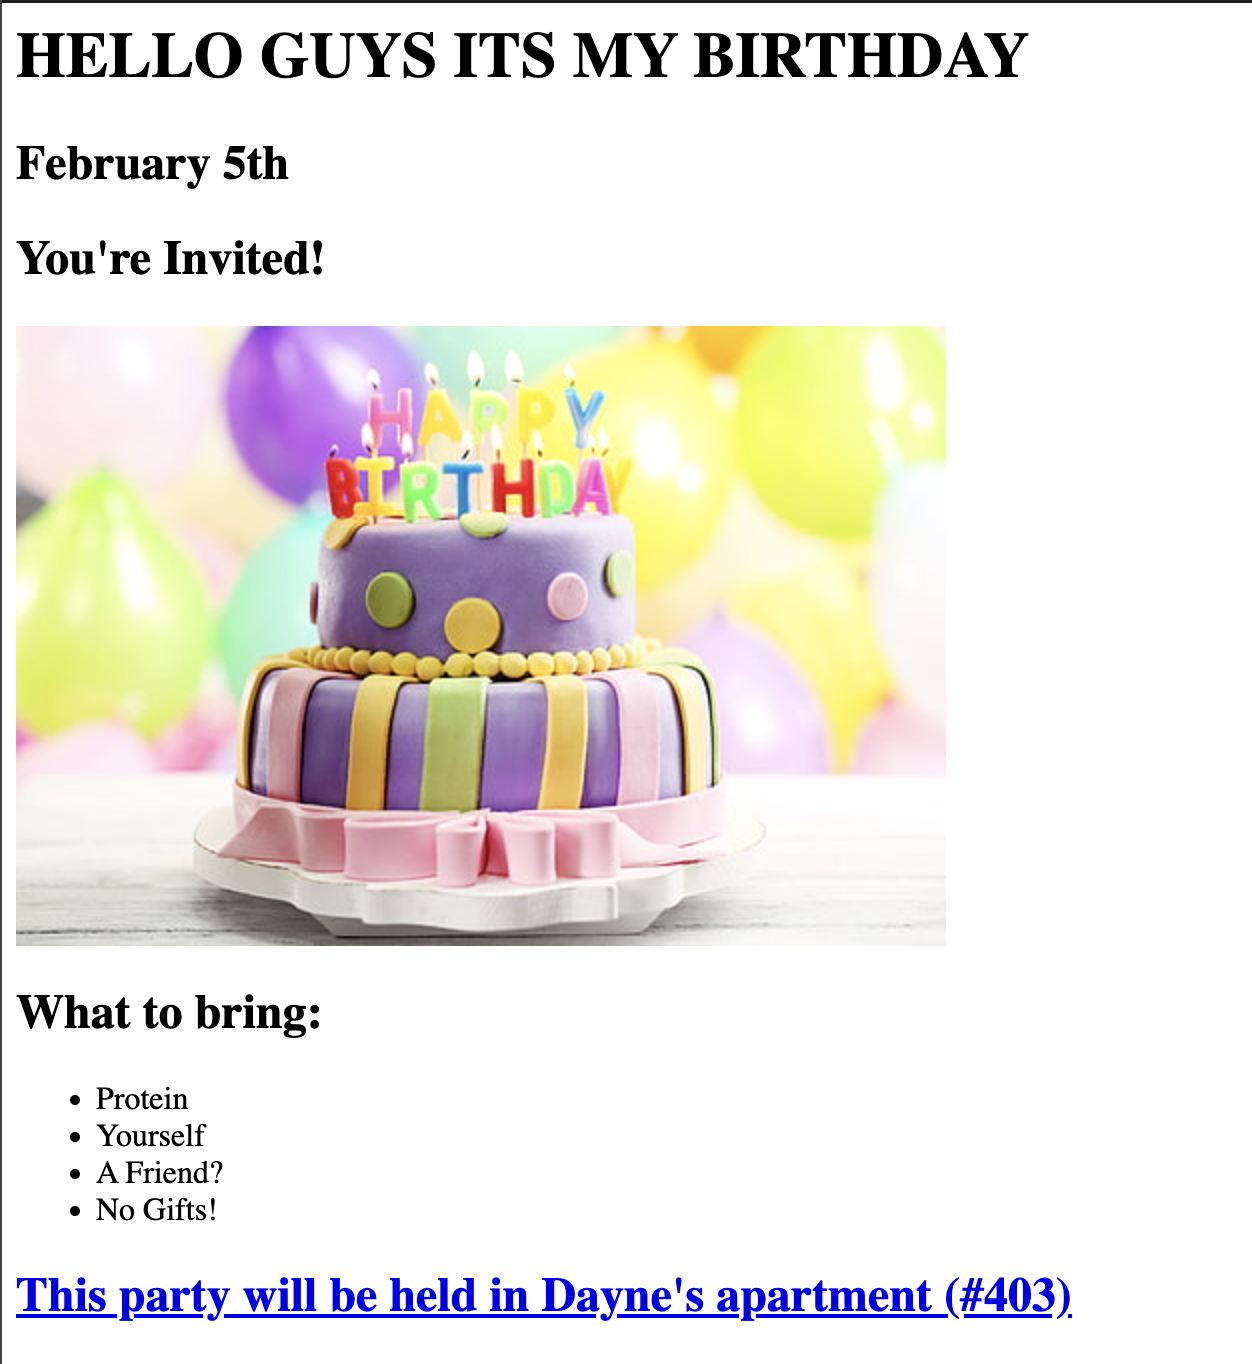 HELLO GUYS ITS MY BIRTHDAY
February 5th
You're Invited!
HAPPY
BIRTHDAY
What to bring:
Protein
Yourself
A Friend?
No Gifts!
This party will be held in Dayne's apartment (#403)